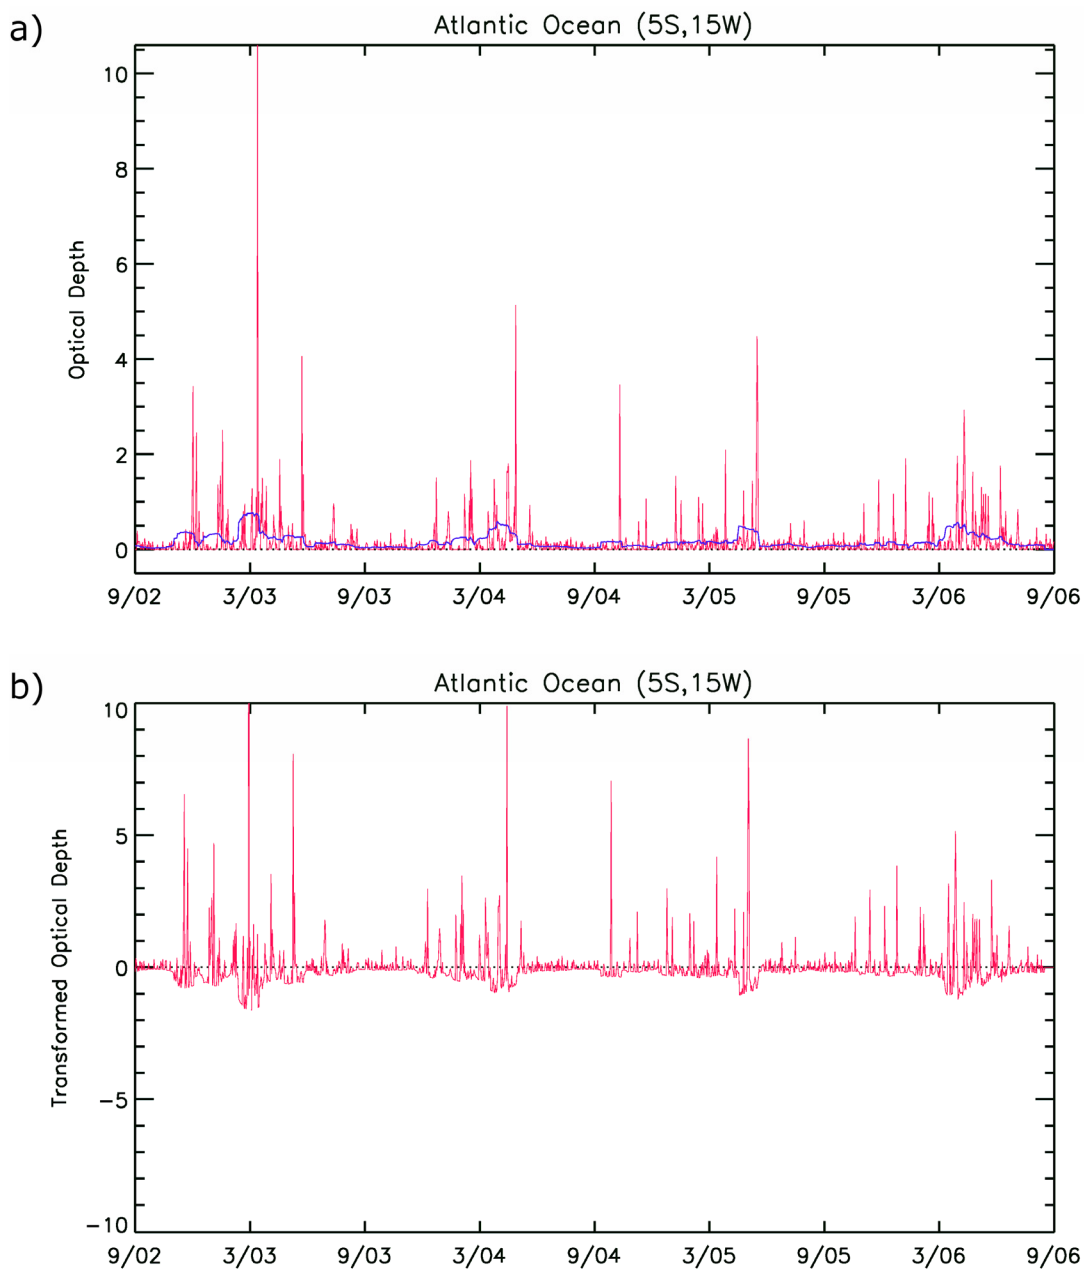 a)
Atlantic Ocean (5S,15W)
10
8
6
4
2
0
Optical Depth
9/02 3/03 9/03 3/04 9/04 3/05 9/05 3/06 9/06
b)
Atlantic Ocean (5S,15W)
10
5
0
−5
−10
Transformed Optical Depth
9/02 3/03 9/03 3/04 9/04 3/05 9/05 3/06 9/06